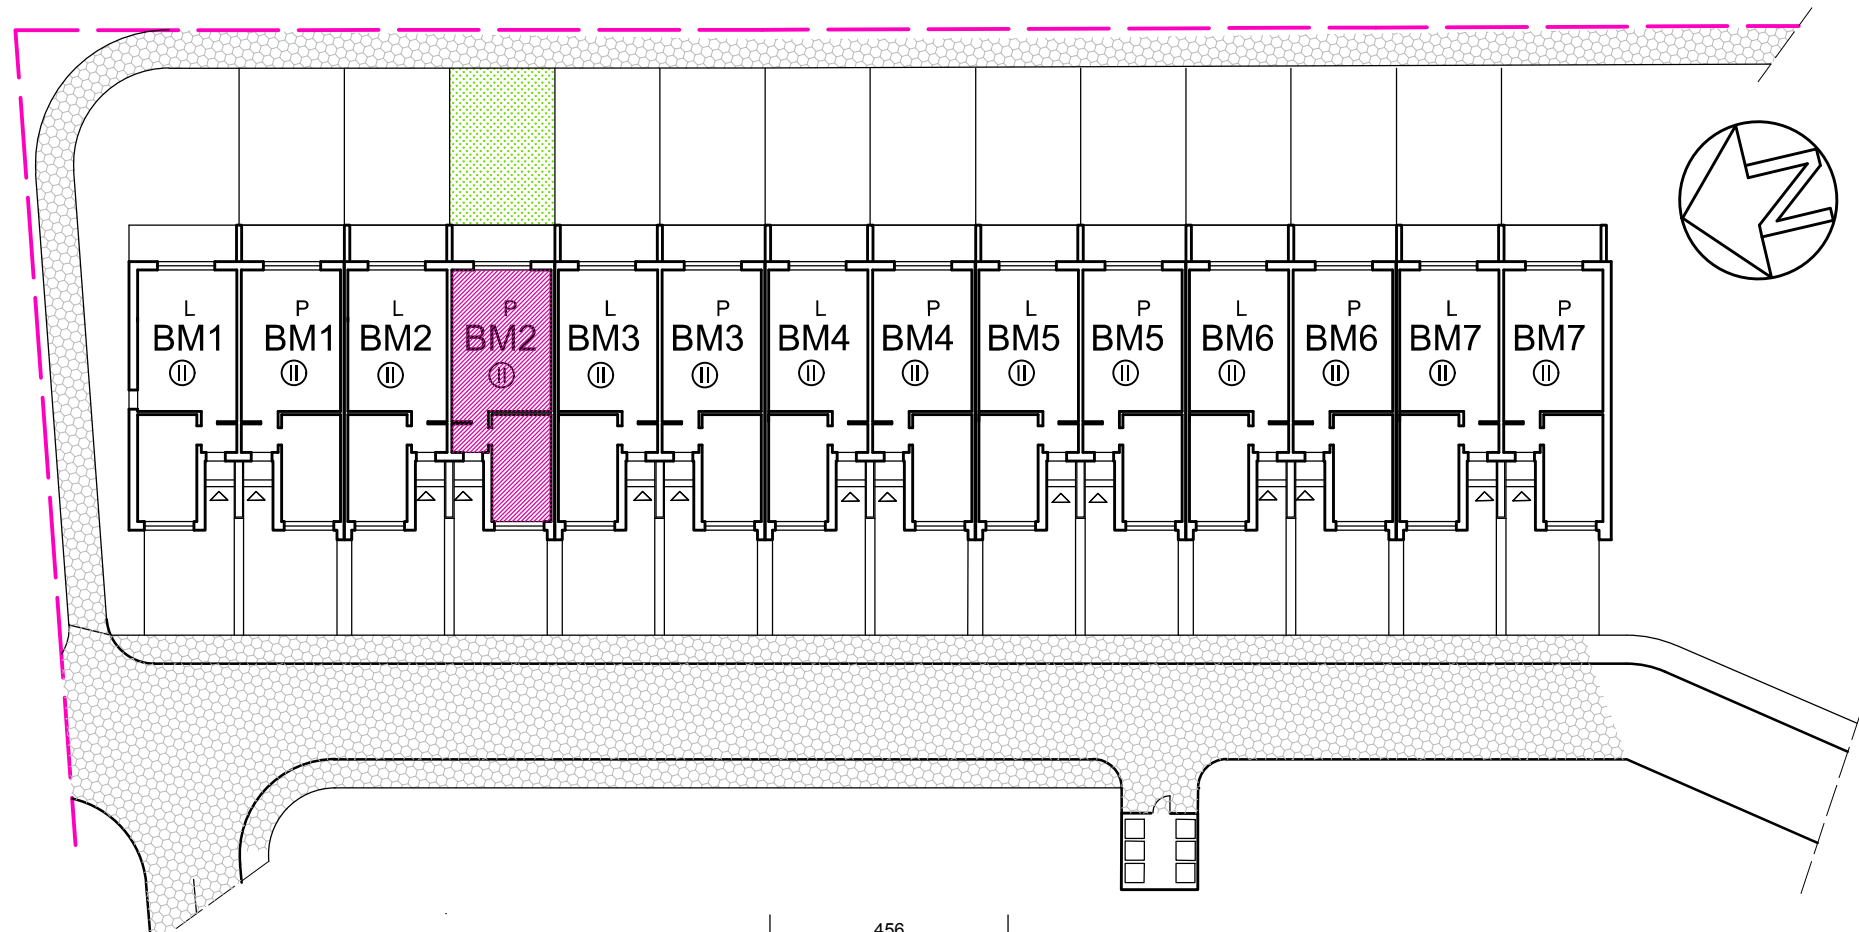 L P L P L P L P L P L P L P
BM1 BM1 BM2 BM2 BM3 BM3 BM4 BM4 BM5 BM5 BM6 BM6 BM7 BM7
II II II II II II II II II II II II II II
N
456